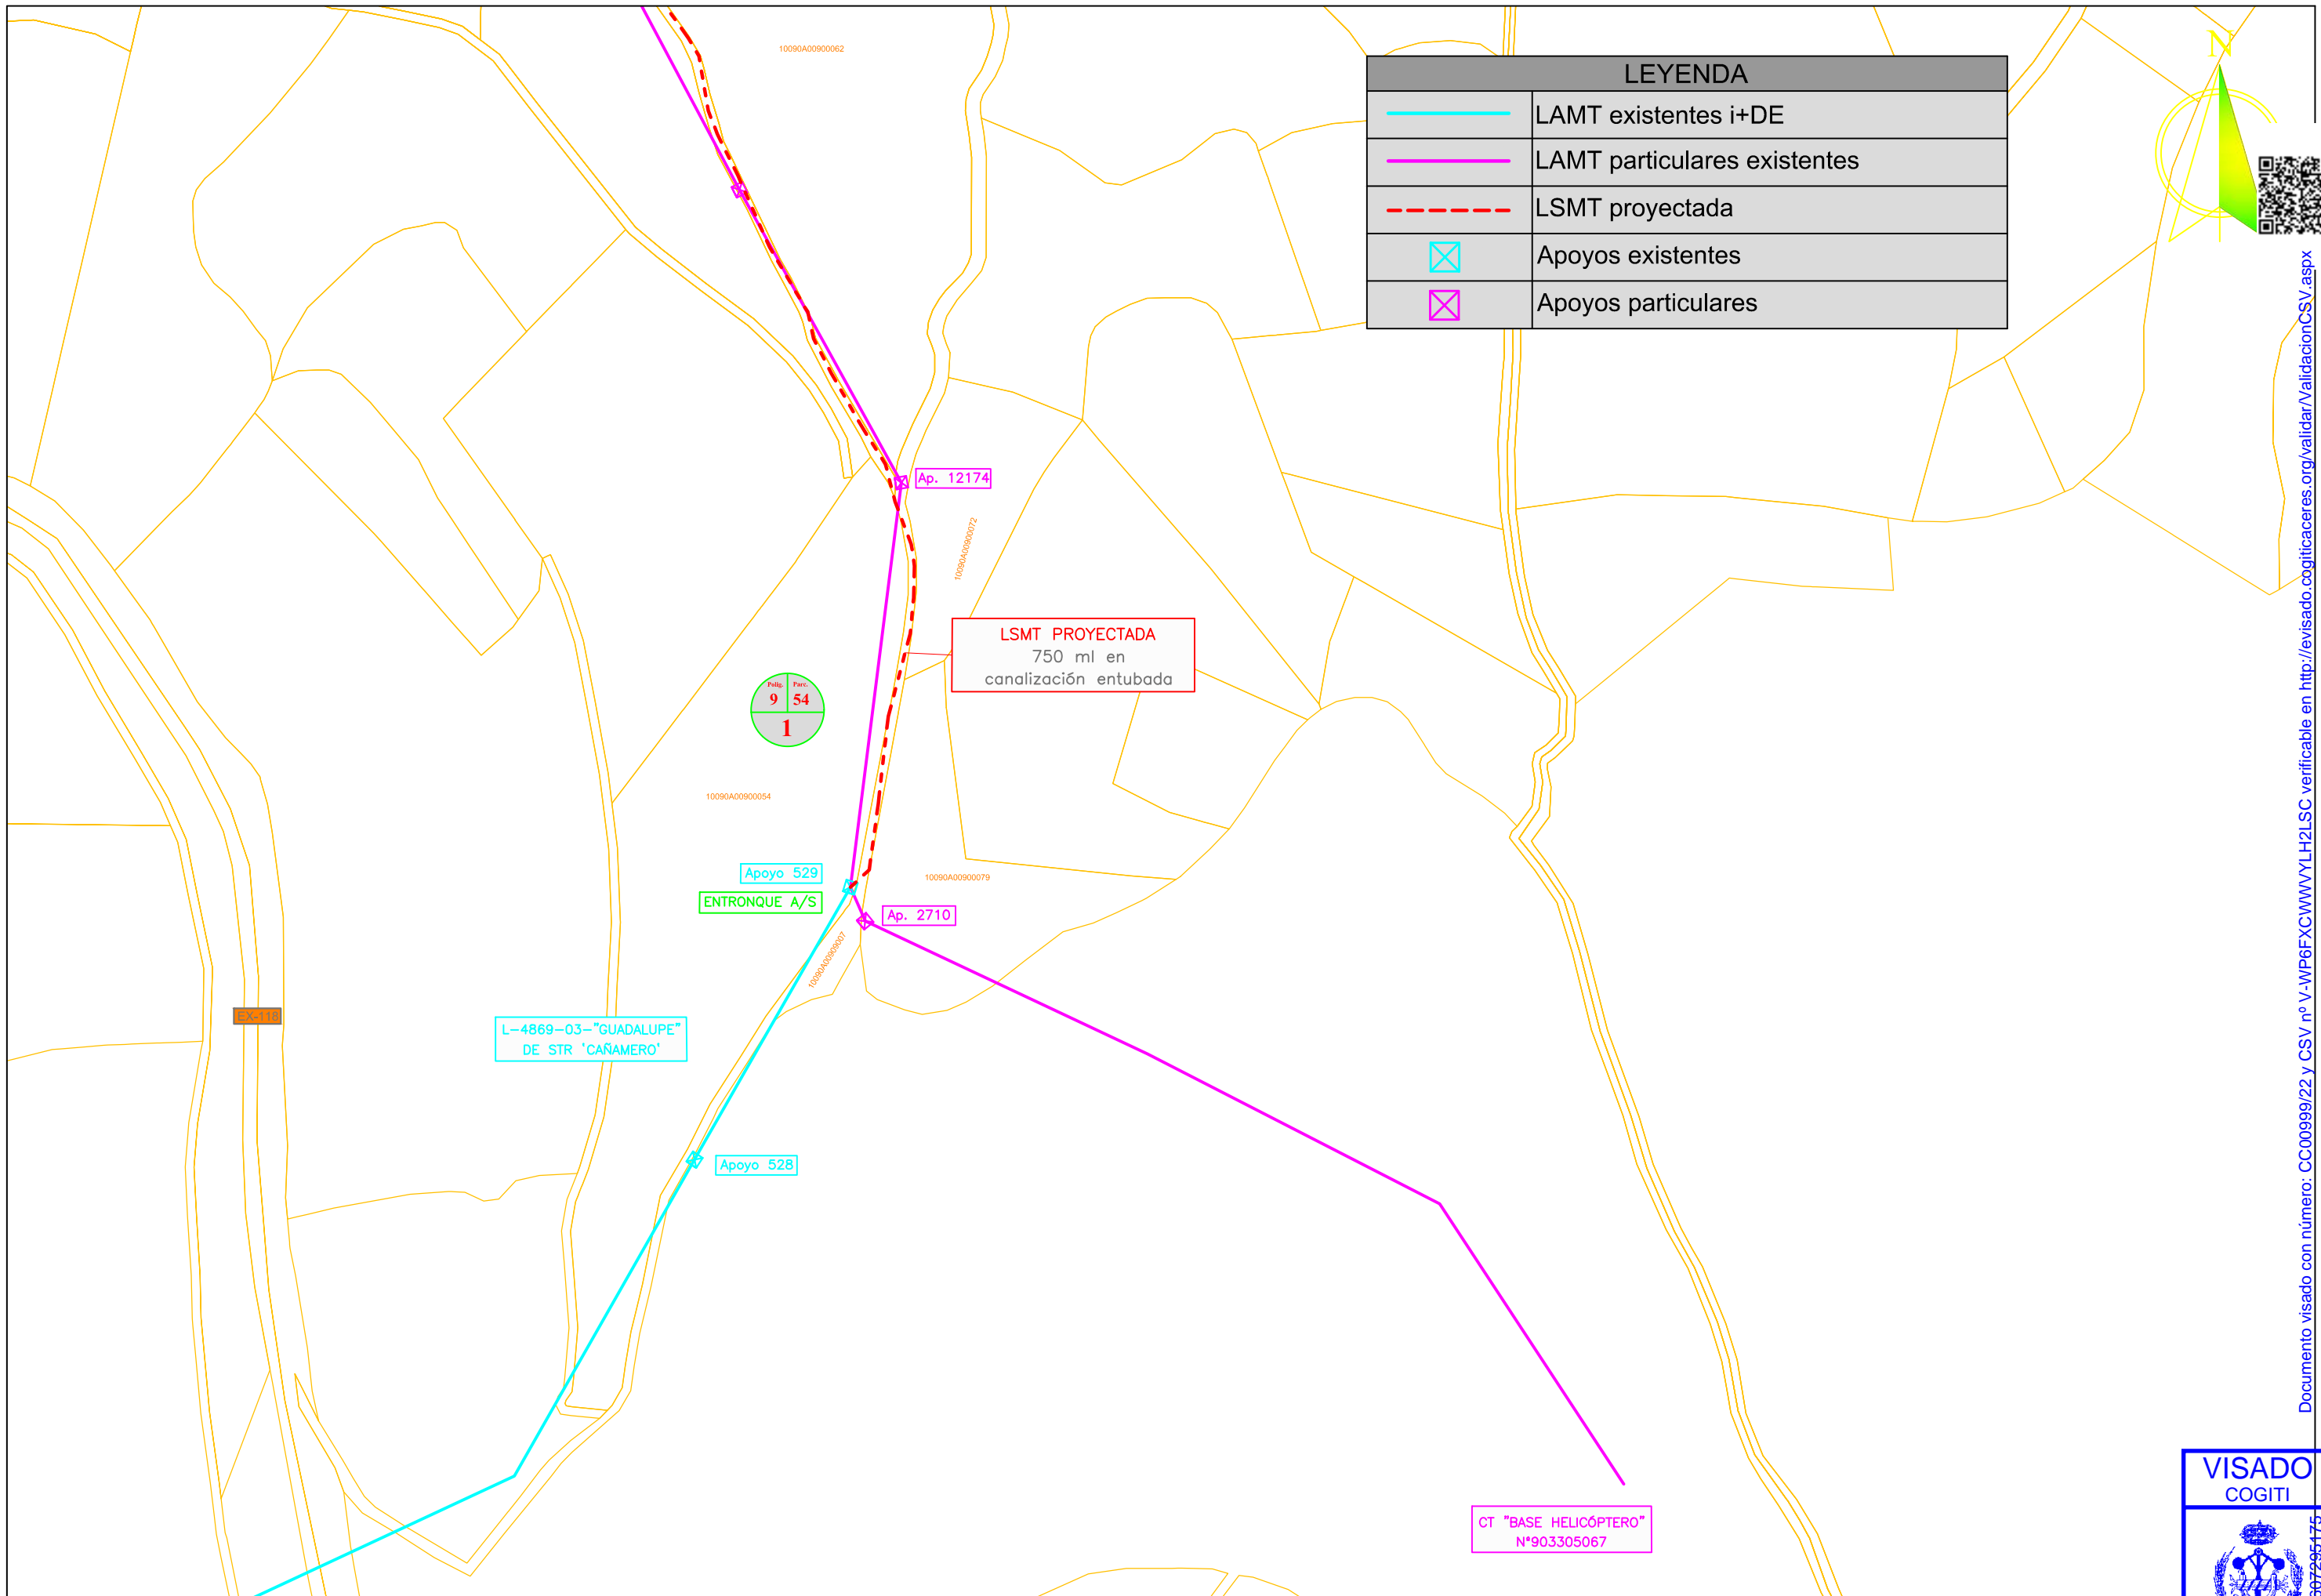 10090A00900062
LEYENDA
LAMT existentes i+DE
LAMT particulares existentes
LSMT proyectada
Apoyos existentes
Apoyos particulares
N
Ap. 12174
10090A00900072
LSMT PROYECTADA
750 ml en
canalización entubada
Polig. Parc.
9 54
1
10090A00900054
Apoyo 529
ENTRONQUE A/S
10090A00900079
Ap. 2710
10090A00909007
EX-118
L-4869-03-"GUADALUPE"
DE STR 'CAÑAMERO'
Apoyo 528
CT "BASE HELICÓPTERO"
Nº903305067
Documento visado con número: CC00999/22 y CSV nº V-WP6FXCWWVYLH2LSC verificable en http://evisado.cogiticaceres.org/validar/ValidacionCSV.aspx
VISADO
COGITI